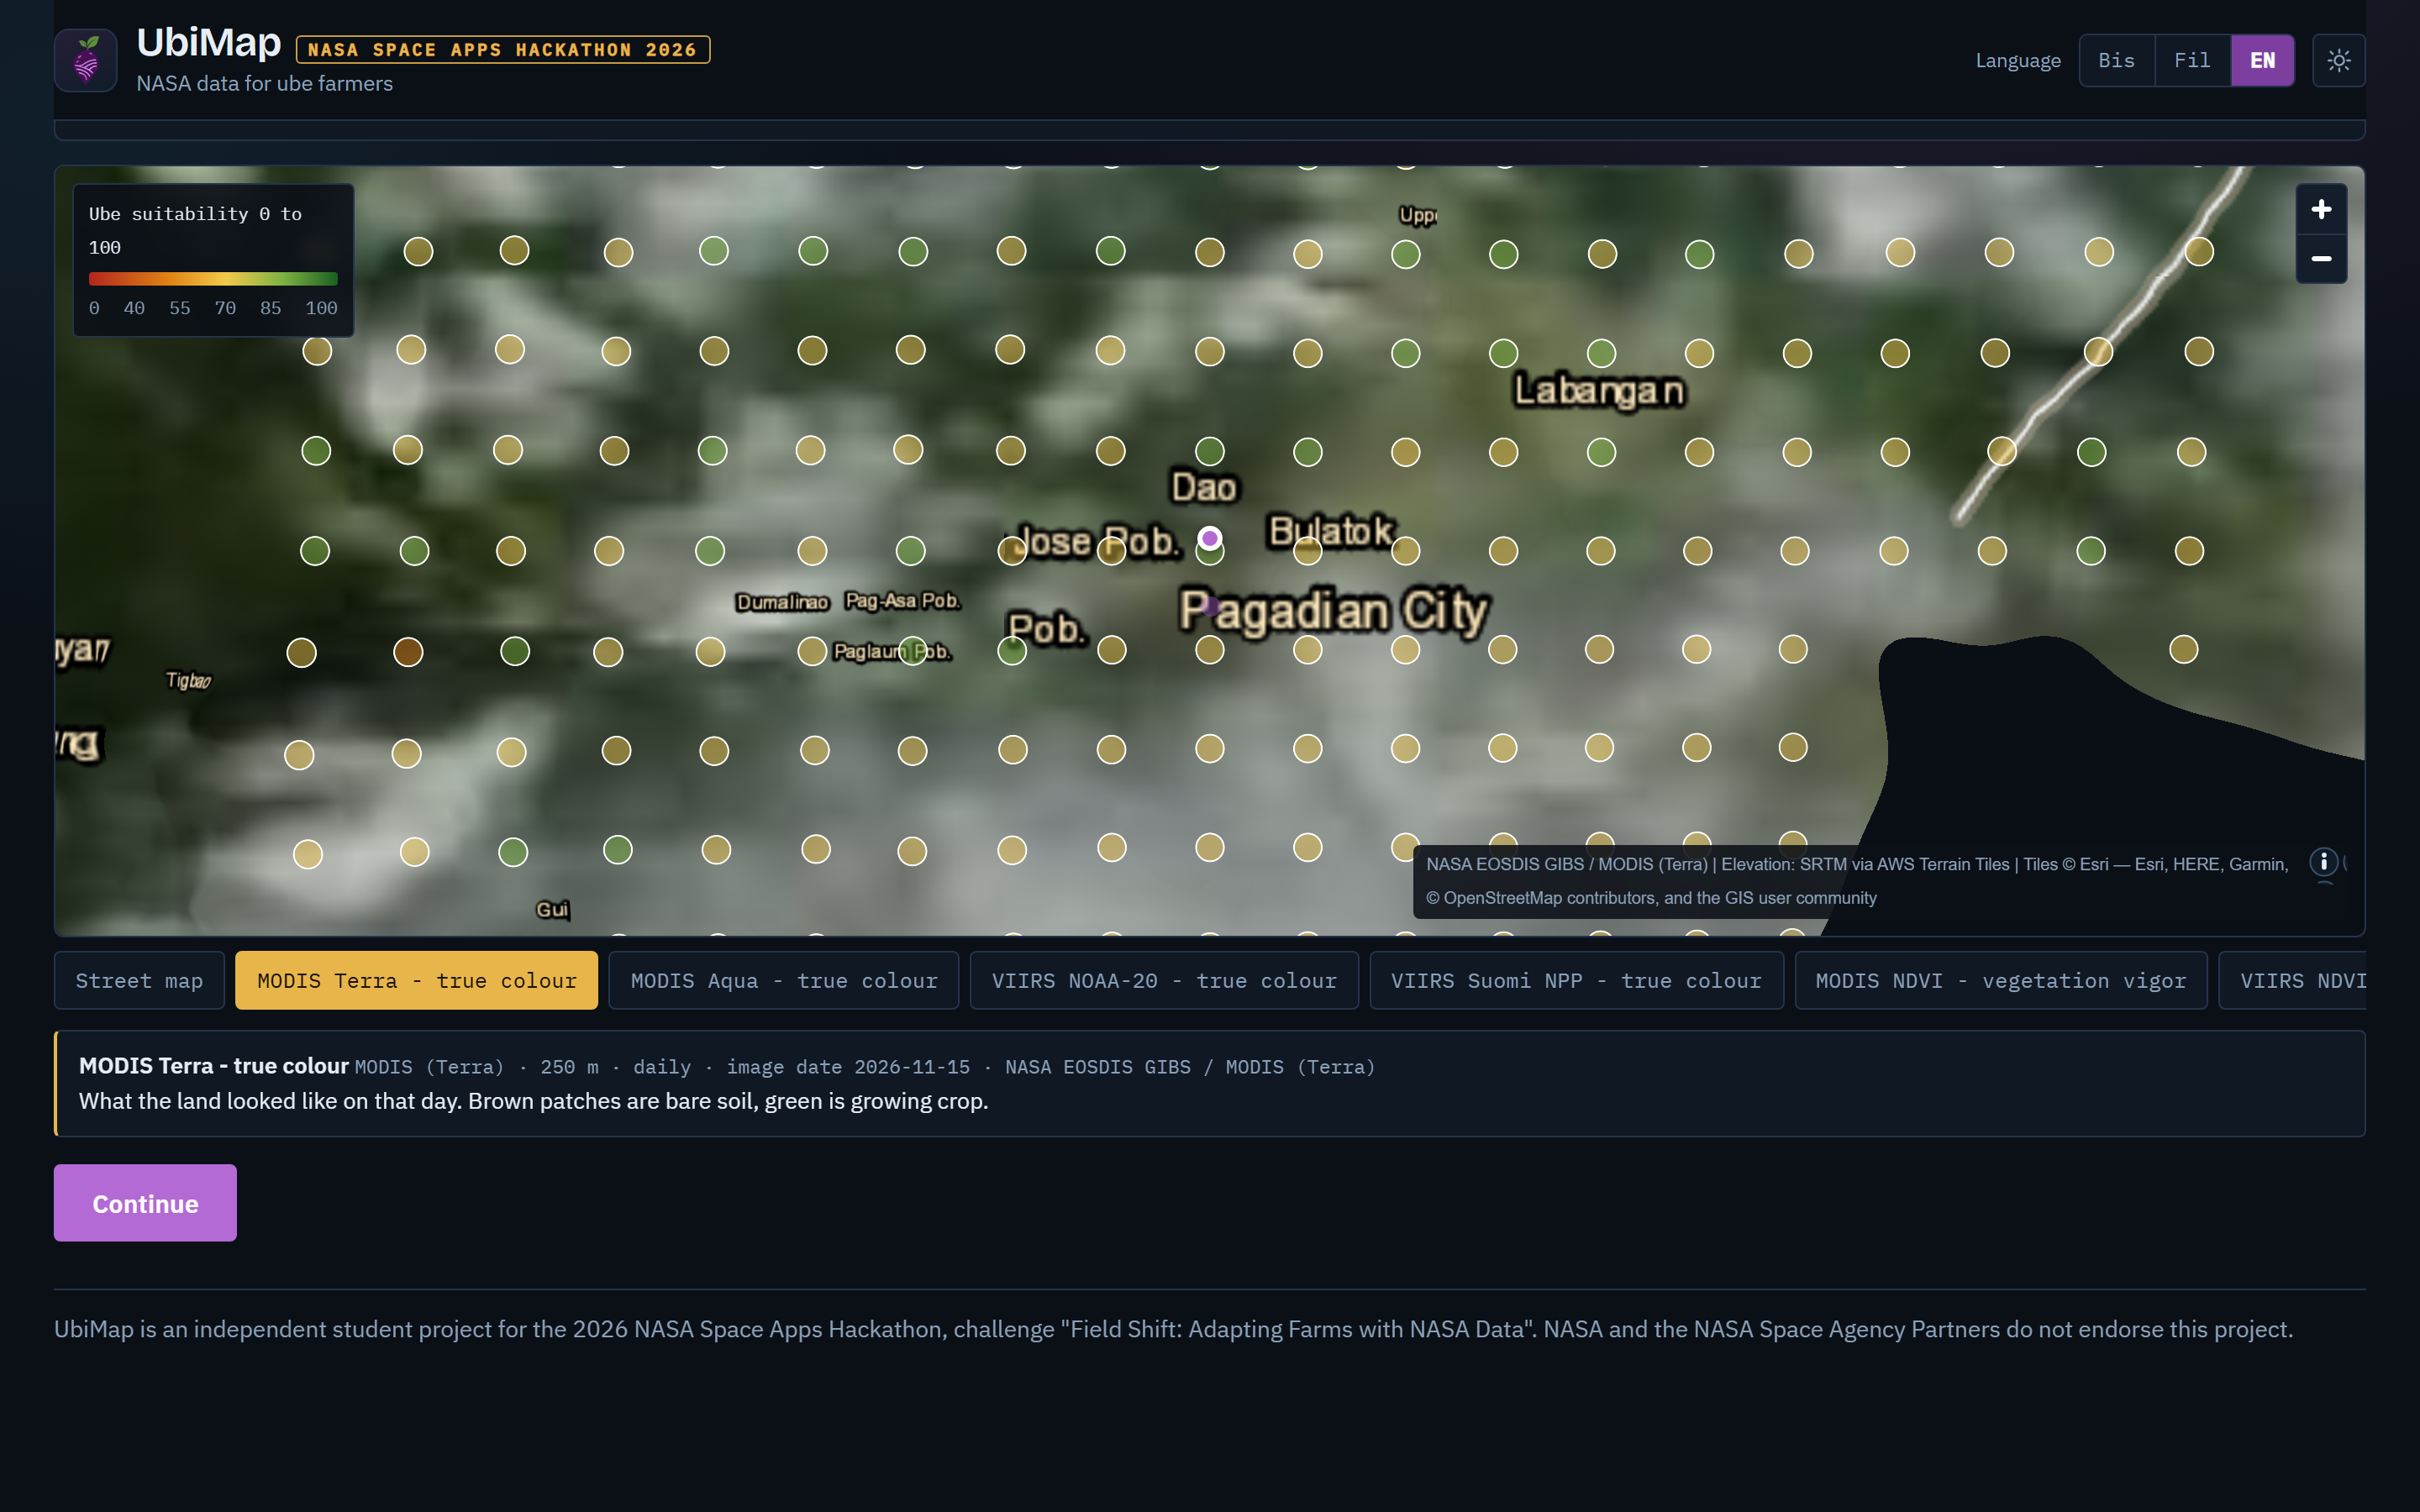 UbiMap NASA SPACE APPS HACKATHON 2026
NASA data for ube farmers
Language Bis Fil EN
Ube suitability 0 to
100
0 40 55 70 85 100
+
−
Labangan
Dao
Jose Pob. Bulatok
Dumalinao Pag-Asa Pob.
Pagadian City
Pob.
Paglaum Pob.
Tigbao
Gui
NASA EOSDIS GIBS / MODIS (Terra) | Elevation: SRTM via AWS Terrain Tiles | Tiles © Esri — Esri, HERE, Garmin,
© OpenStreetMap contributors, and the GIS user community
Street map MODIS Terra - true colour MODIS Aqua - true colour VIIRS NOAA-20 - true colour VIIRS Suomi NPP - true colour MODIS NDVI - vegetation vigor VIIRS NDVI
MODIS Terra - true colour MODIS (Terra) · 250 m · daily · image date 2026-11-15 · NASA EOSDIS GIBS / MODIS (Terra)
What the land looked like on that day. Brown patches are bare soil, green is growing crop.
Continue
UbiMap is an independent student project for the 2026 NASA Space Apps Hackathon, challenge "Field Shift: Adapting Farms with NASA Data". NASA and the NASA Space Agency Partners do not endorse this project.